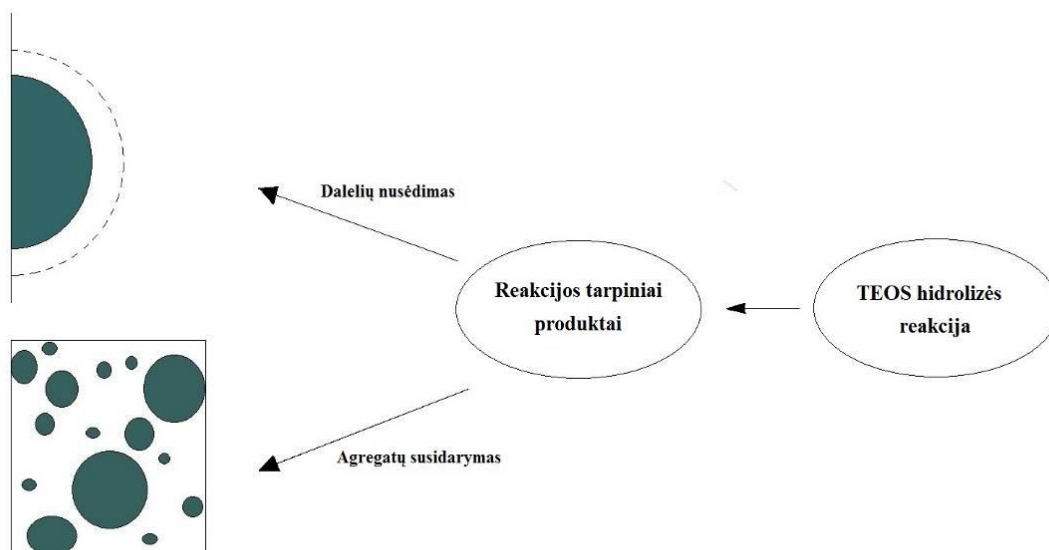 Dalelių nusėdimas
Reakcijos tarpiniai
produktai
TEOS hidrolizės
reakcija
Agregatų susidarymas